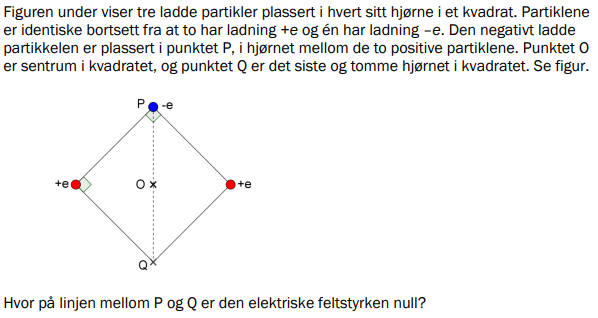 Figuren under viser tre ladde partikler plassert i hvert sitt hjørne i et kvadrat. Partiklene
er identiske bortsett fra at to har ladning +e og én har ladning –e. Den negativt ladde
partikkelen er plassert i punktet P, i hjørnet mellom de to positive partiklene. Punktet O
er sentrum i kvadratet, og punktet Q er det siste og tomme hjørnet i kvadratet. Se figur.
P -e
+e O +e
Q
Hvor på linjen mellom P og Q er den elektriske feltstyrken null?